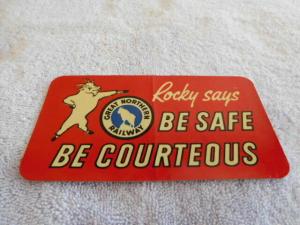 Rocky says
GREAT NORTHERN
RAILWAY
BE SAFE
BE COURTEOUS